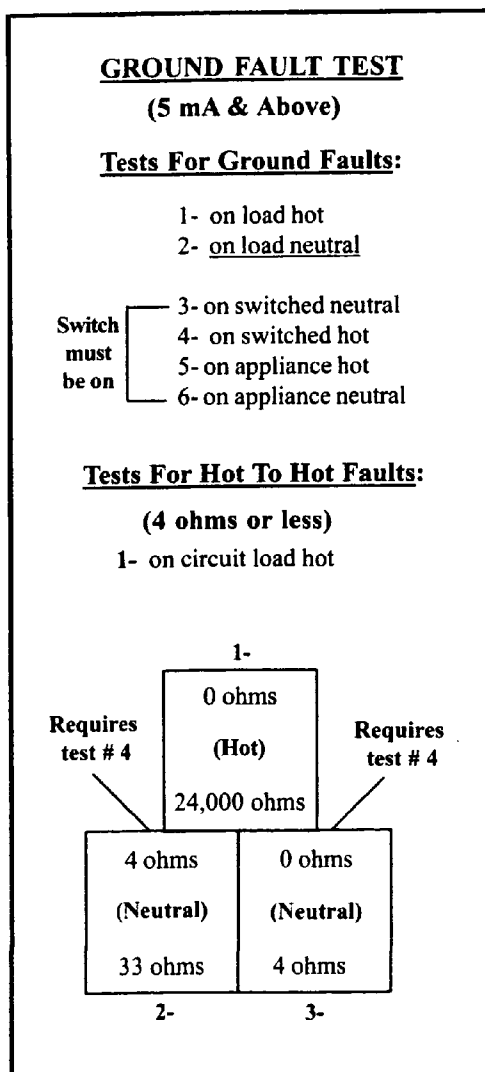 GROUND FAULT TEST
(5 mA & Above)
Tests For Ground Faults:
1- on load hot
2- on load neutral
Switch must be on
3- on switched neutral
4- on switched hot
5- on appliance hot
6- on appliance neutral
Tests For Hot To Hot Faults:
(4 ohms or less)
1- on circuit load hot
1-
0 ohms
(Hot)
24,000 ohms
Requires
test # 4
Requires
test # 4
4 ohms
(Neutral)
33 ohms
0 ohms
(Neutral)
4 ohms
2-
3-